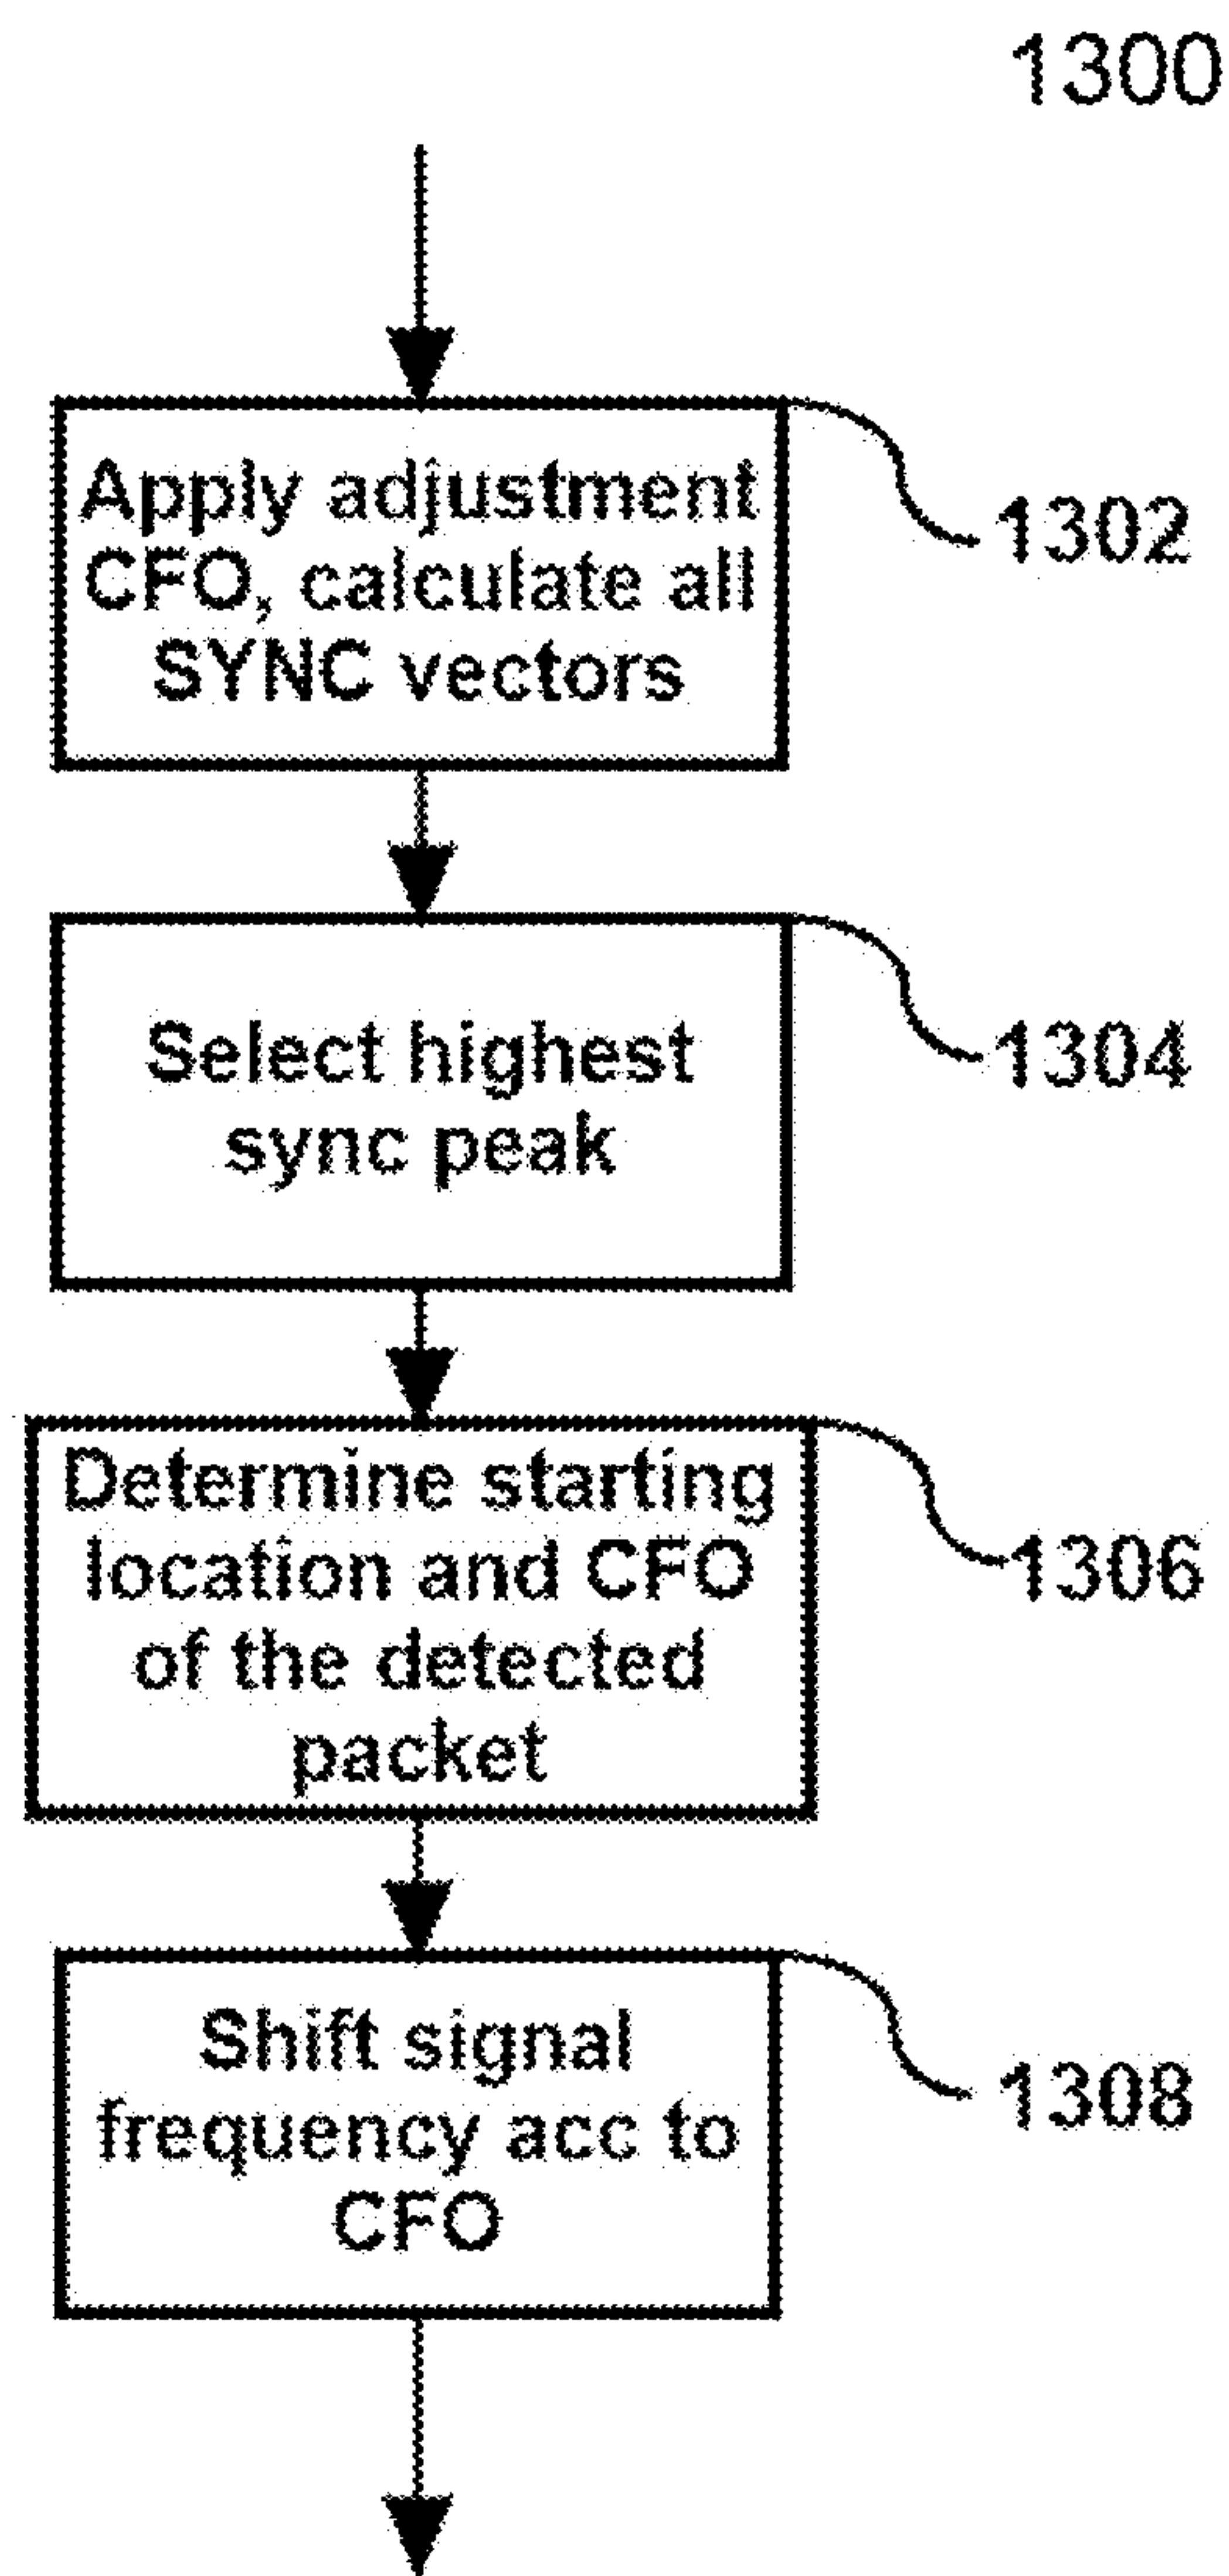 1300
Apply adjustment
CFO, calculate all
SYNC vectors
1302
Select highest
sync peak
1304
Determine starting
location and CFO
of the detected
packet
1306
Shift signal
frequency acc to
CFO
1308